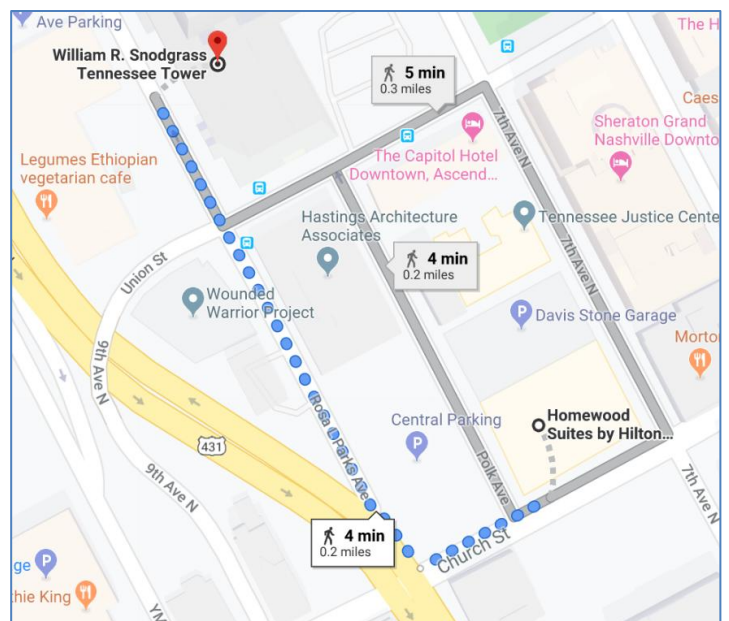 Ave Parking
The H
William R. Snodgrass
Tennessee Tower
5 min
0.3 miles
Caes
7th Ave N
Sheraton Grand
Nashville Downto
Legumes Ethiopian
vegetarian cafe
The Capitol Hotel
Downtown, Ascend...
Hastings Architecture
Associates
Tennessee Justice Cente
4 min
0.2 miles
7th Ave N
Union St
Wounded
Warrior Project
P
Davis Stone Garage
9th Ave N
Morto
Rosa L Parks Ave
Central Parking
P
Homewood
Suites by Hilton...
431
Polk Ave
9th Ave N
7th Ave N
4 min
0.2 miles
Church St
ge
P
thie King
YM